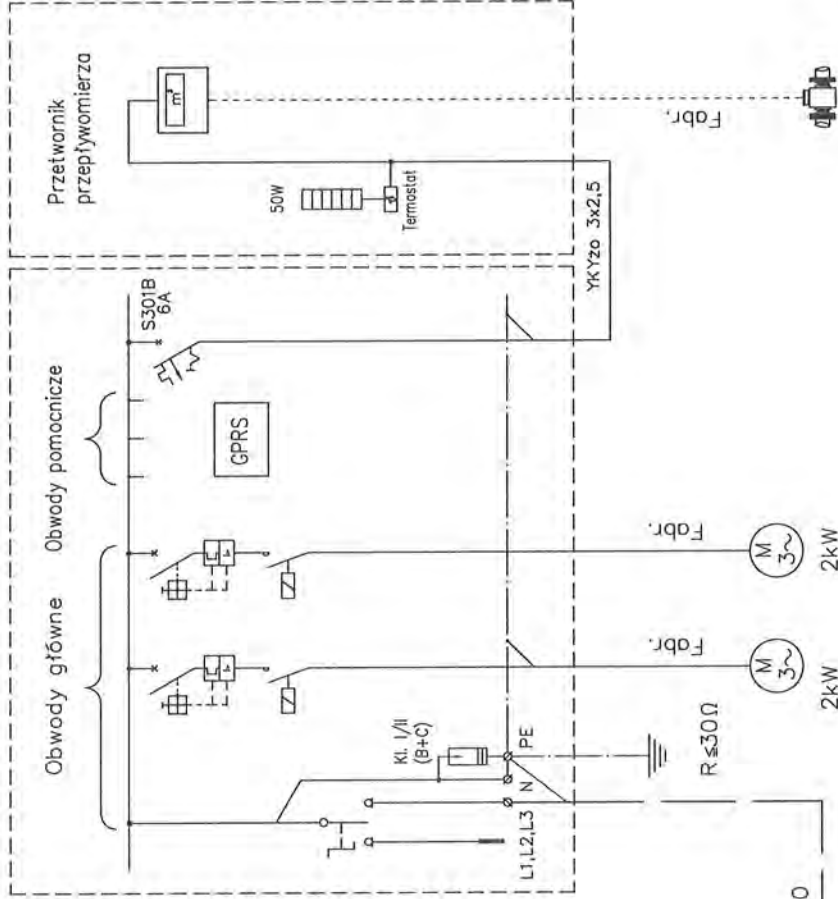 Przetwornik
przepływomierza
m³
50W
Termostat
Fabr.
YKYżo 3x2,5
Obwody główne
Obwody pomocnicze
S301B
6A
GPRS
Kl. I/II
(B+C)
PE
N
L1,L2,L3
R ≤30Ω
Fabr.
Fabr.
M
3~
2kW
M
3~
2kW
O